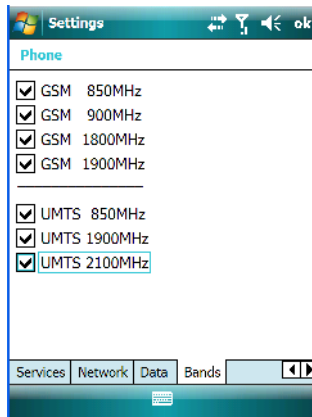 Settings ok
Phone
GSM 850MHz
GSM 900MHz
GSM 1800MHz
GSM 1900MHz
UMTS 850MHz
UMTS 1900MHz
UMTS 2100MHz
Services Network Data Bands